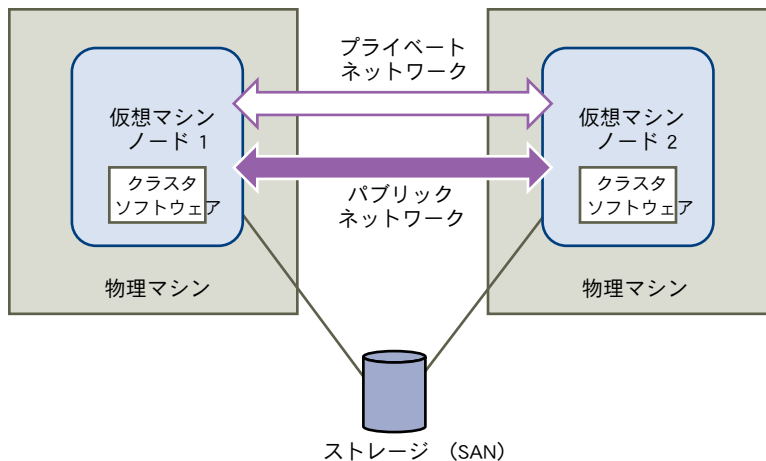 プライベート
ネットワーク
仮想マシン
ノード 1
仮想マシン
ノード 2
クラスタ
ソフトウェア
クラスタ
ソフトウェア
パブリック
ネットワーク
物理マシン
物理マシン
ストレージ （SAN）